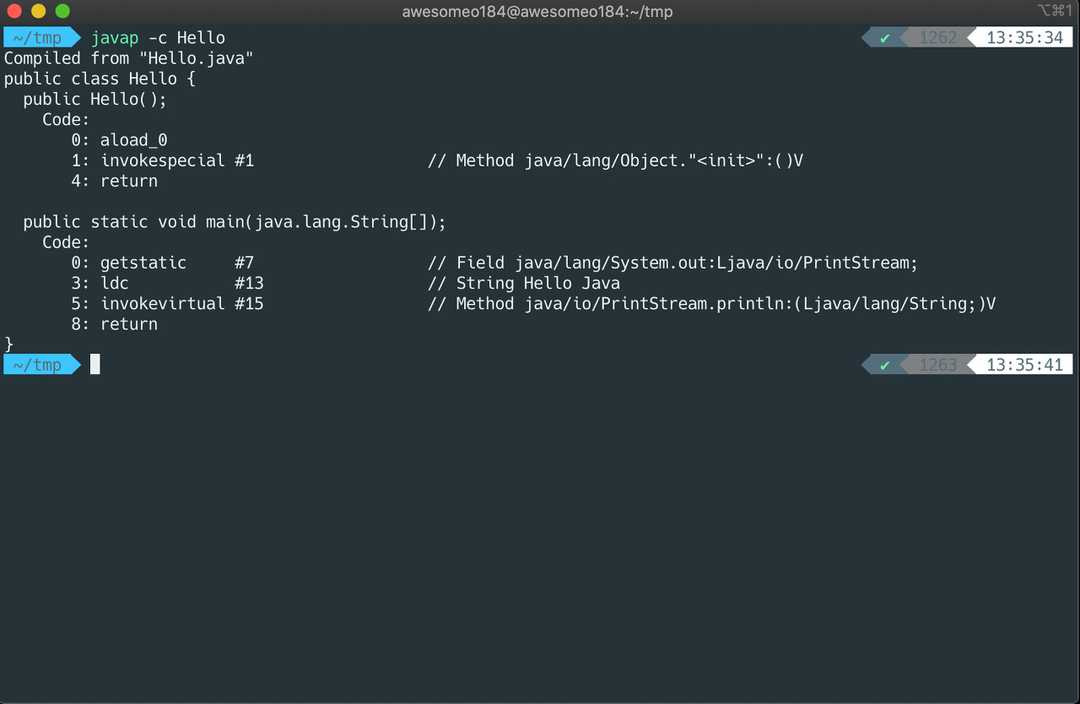 awesomeo184@awesomeo184:~/tmp ⌥⌘1
~/tmp javap -c Hello ✔ 1262 13:35:34
Compiled from "Hello.java"
public class Hello {
  public Hello();
    Code:
       0: aload_0
       1: invokespecial #1                  // Method java/lang/Object."<init>":()V
       4: return

  public static void main(java.lang.String[]);
    Code:
       0: getstatic     #7                  // Field java/lang/System.out:Ljava/io/PrintStream;
       3: ldc           #13                 // String Hello Java
       5: invokevirtual #15                 // Method java/io/PrintStream.println:(Ljava/lang/String;)V
       8: return
}
~/tmp ✔ 1263 13:35:41